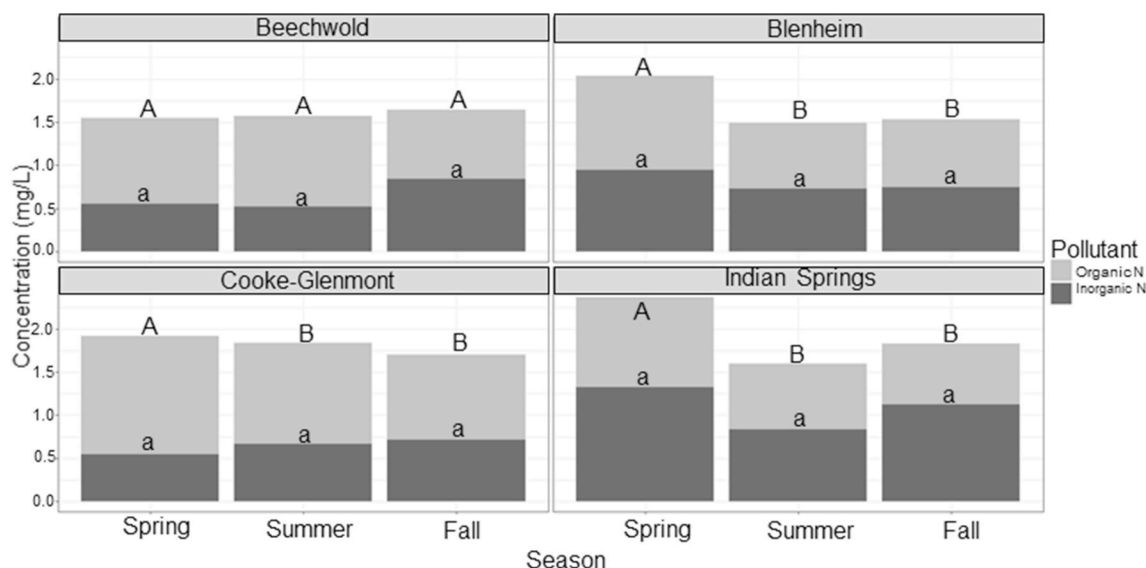 Beechwold
Blenheim
Concentration (mg/L)
2.0
1.5
1.0
0.5
0.0
A A A
a a a
A B B
a a a
Cooke-Glenmont
Indian Springs
2.0
1.5
1.0
0.5
0.0
A B B
a a a
A B B
a a a
Spring Summer Fall
Spring Summer Fall
Season
Pollutant
Organic N
Inorganic N